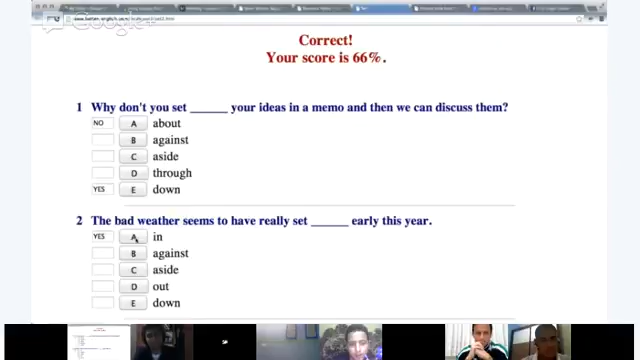 Correct!
Your score is 66%.
1 Why don't you set ______ your ideas in a memo and then we can discuss them?
NO A about
B against
C aside
D through
YES E down
2 The bad weather seems to have really set ______ early this year.
YES A in
B against
C aside
D out
E down